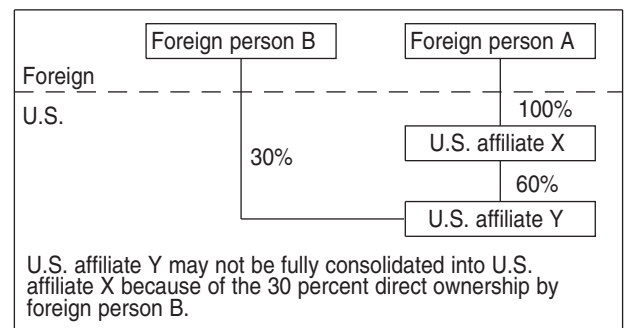 Foreign person B
Foreign person A
Foreign
U.S.
100%
U.S. affiliate X
30%
60%
U.S. affiliate Y
U.S. affiliate Y may not be fully consolidated into U.S.
affiliate X because of the 30 percent direct ownership by
foreign person B.